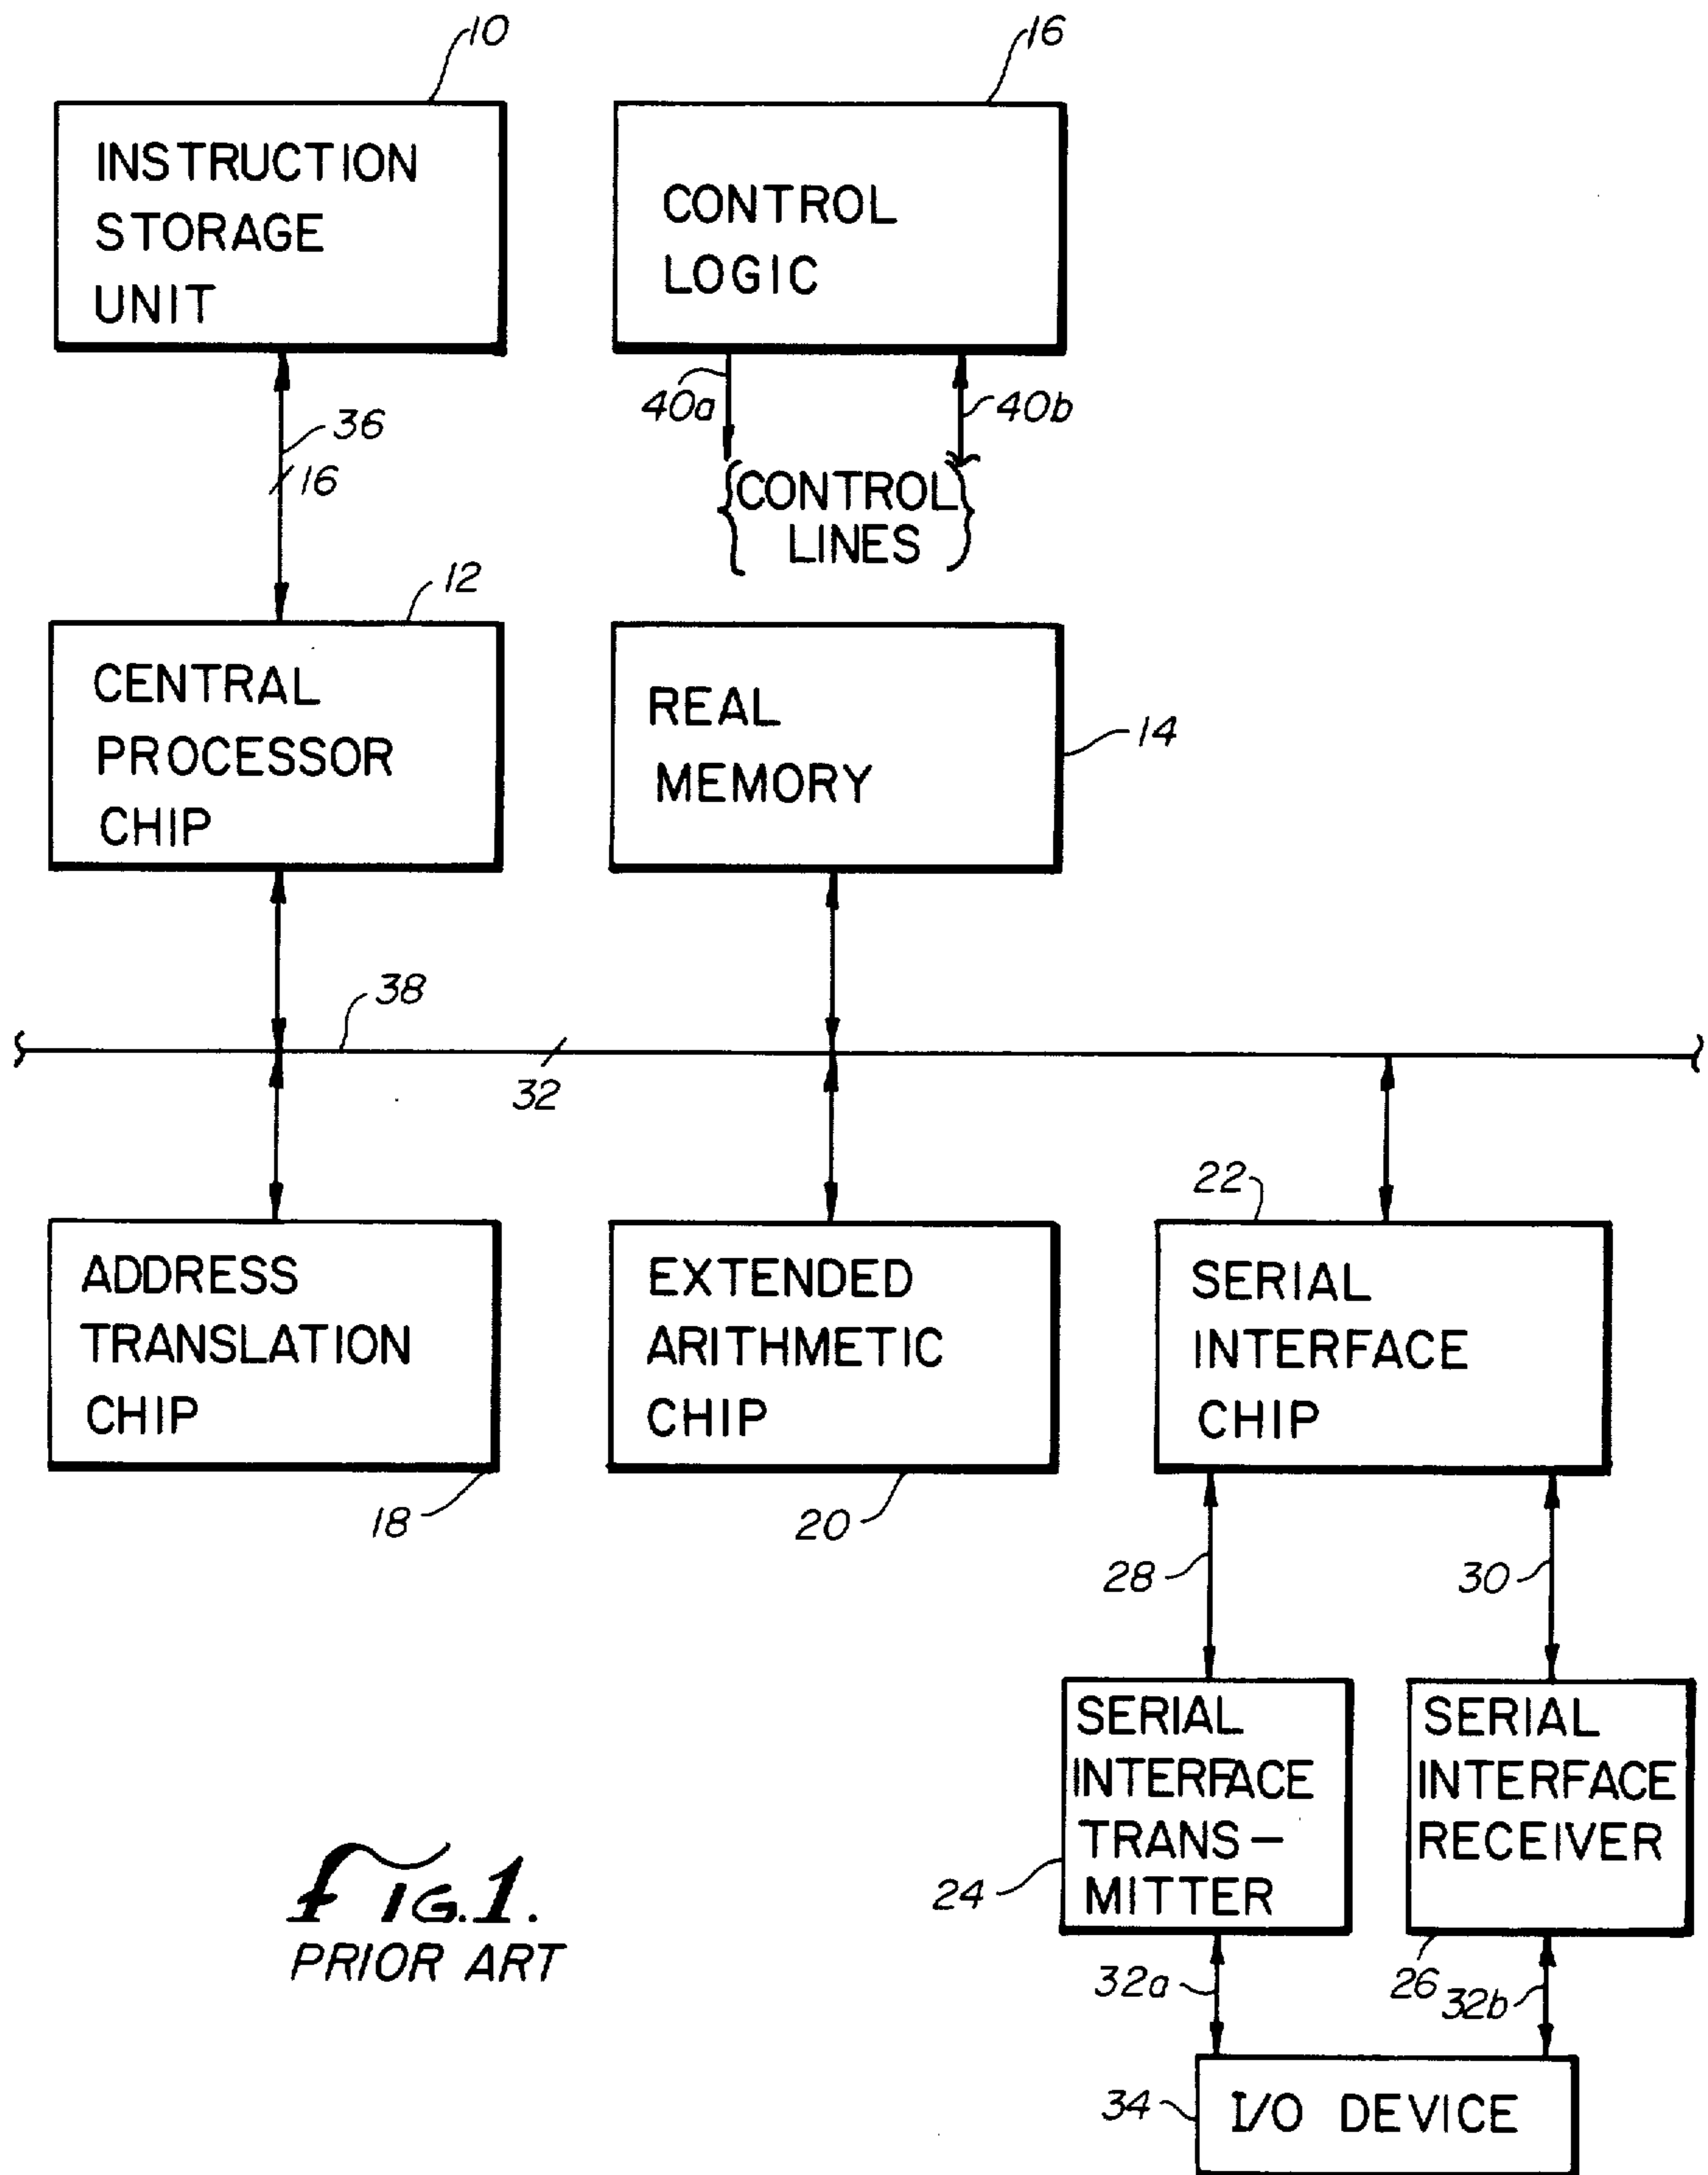 10
INSTRUCTION
STORAGE
UNIT
16
CONTROL
LOGIC
36
16
40a
40b
CONTROL
LINES
12
CENTRAL
PROCESSOR
CHIP
REAL
MEMORY
14
38
32
ADDRESS
TRANSLATION
CHIP
18
EXTENDED
ARITHMETIC
CHIP
20
22
SERIAL
INTERFACE
CHIP
28
30
SERIAL
INTERFACE
TRANS-
MITTER
24
SERIAL
INTERFACE
RECEIVER
26
32a
32b
34
I/O DEVICE
FIG.1.
PRIOR ART